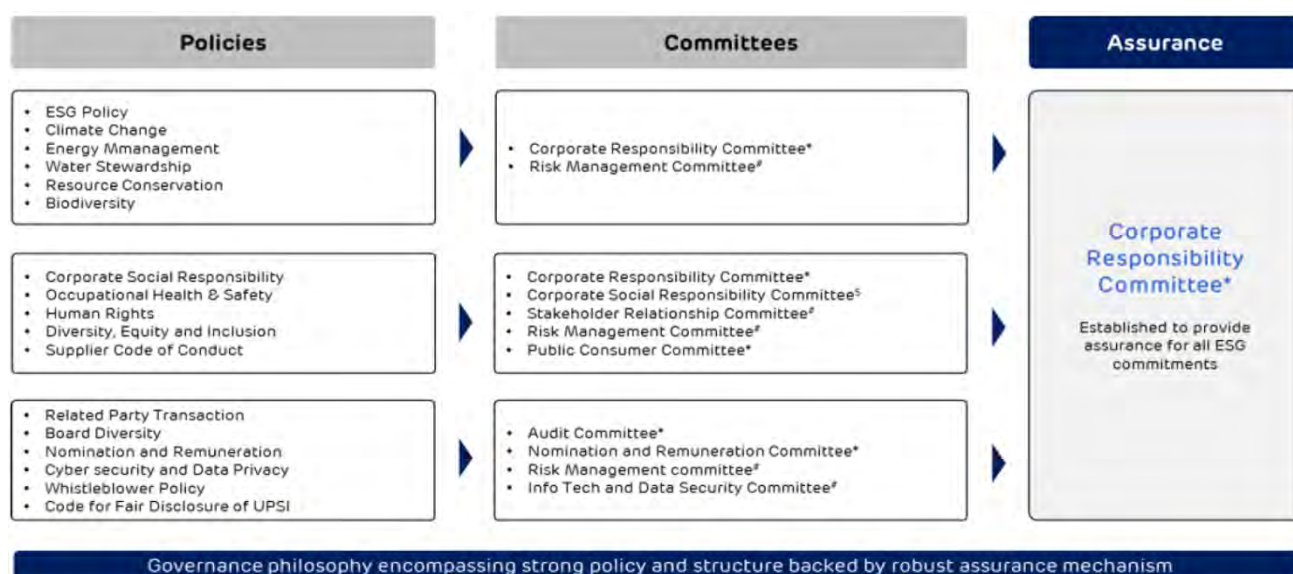 Policies
Committees
Assurance
• ESG Policy
• Climate Change
• Energy Mmanagement
• Water Stewardship
• Resource Conservation
• Biodiversity
• Corporate Responsibility Committee*
• Risk Management Committee#
• Corporate Social Responsibility
• Occupational Health & Safety
• Human Rights
• Diversity, Equity and Inclusion
• Supplier Code of Conduct
• Corporate Responsibility Committee*
• Corporate Social Responsibility Committee$
• Stakeholder Relationship Committee#
• Risk Management Committee#
• Public Consumer Committee*
• Related Party Transaction
• Board Diversity
• Nomination and Remuneration
• Cyber security and Data Privacy
• Whistleblower Policy
• Code for Fair Disclosure of UPSI
• Audit Committee*
• Nomination and Remuneration Committee*
• Risk Management committee#
• Info Tech and Data Security Committee#
Corporate
Responsibility
Committee*
Established to provide
assurance for all ESG
commitments
Governance philosophy encompassing strong policy and structure backed by robust assurance mechanism